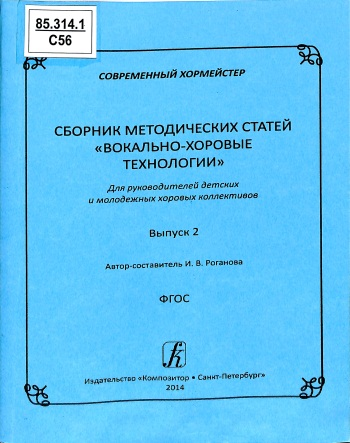 85.314.1
С56
СОВРЕМЕННЫЙ ХОРМЕЙСТЕР
СБОРНИК МЕТОДИЧЕСКИХ СТАТЕЙ
«ВОКАЛЬНО-ХОРОВЫЕ
ТЕХНОЛОГИИ»
Для руководителей детских
и молодежных хоровых коллективов
Выпуск 2
Автор-составитель И. В. Роганова
ФГОС
Издательство «Композитор • Санкт-Петербург»
2014